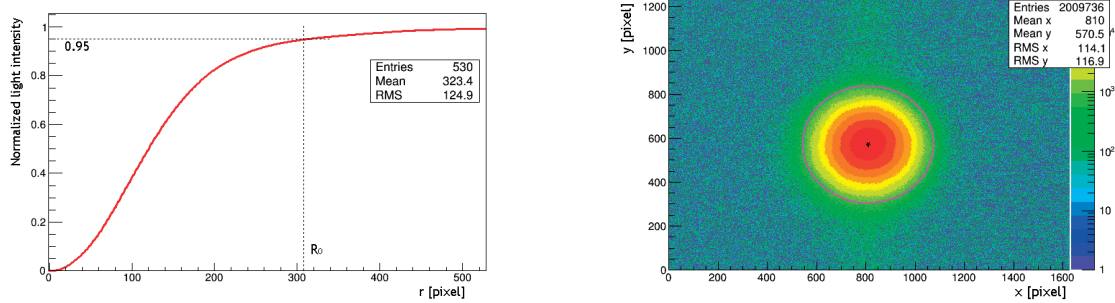 Normalized light intensity
1
0.8
0.6
0.4
0.2
0
0.95
Entries 530
Mean 323.4
RMS 124.9
R₀
0 100 200 300 400 500
r [pixel]
y [pixel]
1200
1000
800
600
400
200
0
Entries 2009736
Mean x 810
Mean y 570.5
RMS x 114.1
RMS y 116.9
10²
10
1
0 200 400 600 800 1000 1200 1400 1600
x [pixel]